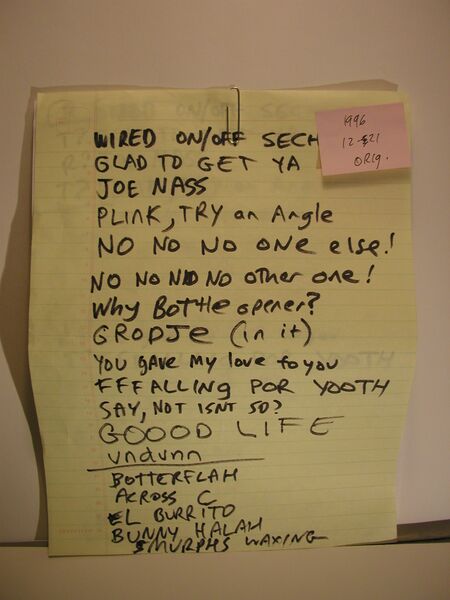 WIRED ON/OFF SECH
GLAD TO GET YA
JOE NASS
PLINK, TRY an Angle
NO NO NO ONE else!
NO NO NO NO other one!
Why Bottle opener?
GRODJE (in it)
YOU GAVE MY LOVE to you
FFFALLING POR YOOTH
SAY, NOT ISNT SO?
GOOOD LIFE
undunn
BOTTERFLAH
ACROSS C
EL BURRITO
BUNNY HALAH
SMURPHS WAXING
1996
12-21
ORIG.